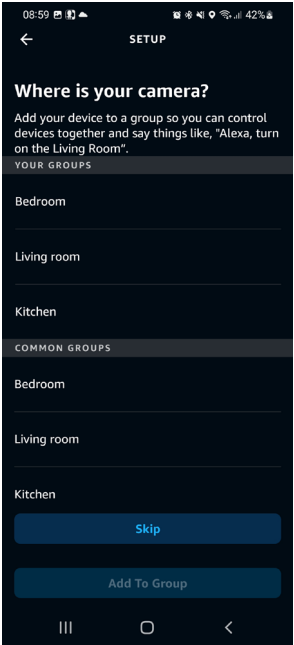 08:59 42%
SETUP
Where is your camera?
Add your device to a group so you can control
devices together and say things like, "Alexa, turn
on the Living Room".
YOUR GROUPS
Bedroom
Living room
Kitchen
COMMON GROUPS
Bedroom
Living room
Kitchen
Skip
Add To Group